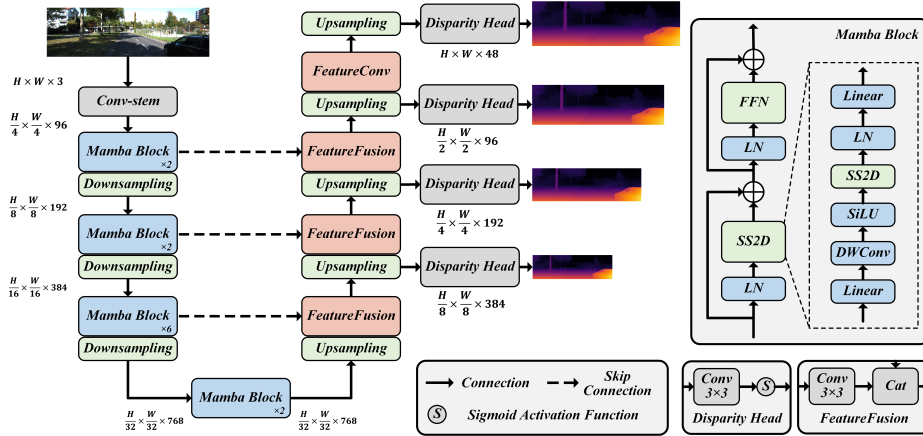 H × W × 3
Conv-stem
H/4 × W/4 × 96
Mamba Block ×2
Downsampling
H/8 × W/8 × 192
Mamba Block ×2
Downsampling
H/16 × W/16 × 384
Mamba Block ×6
Downsampling
H/32 × W/32 × 768
Mamba Block ×2
H/32 × W/32 × 768
Upsampling
FeatureFusion
Upsampling
FeatureFusion
Upsampling
FeatureFusion
Upsampling
FeatureConv
Upsampling
Disparity Head
H × W × 48
Disparity Head
H/2 × W/2 × 96
Disparity Head
H/4 × W/4 × 192
Disparity Head
H/8 × W/8 × 384
Mamba Block
FFN
LN
SS2D
LN
Linear
LN
SS2D
SiLU
DWConv
Linear
Connection
Skip
Connection
S Sigmoid Activation Function
Conv
3×3
S
Disparity Head
Conv
3×3
Cat
FeatureFusion